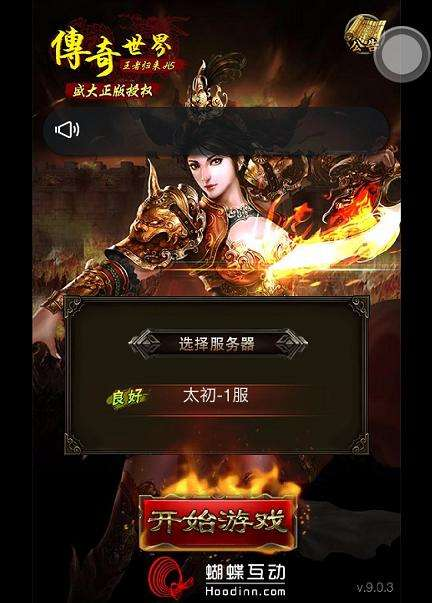 傳奇世界
王者归来H5
盛大正版授权
公告
选择服务器
良好
太初-1服
开始游戏
蝴蝶互动
Hoodinn.com
v.9.0.3